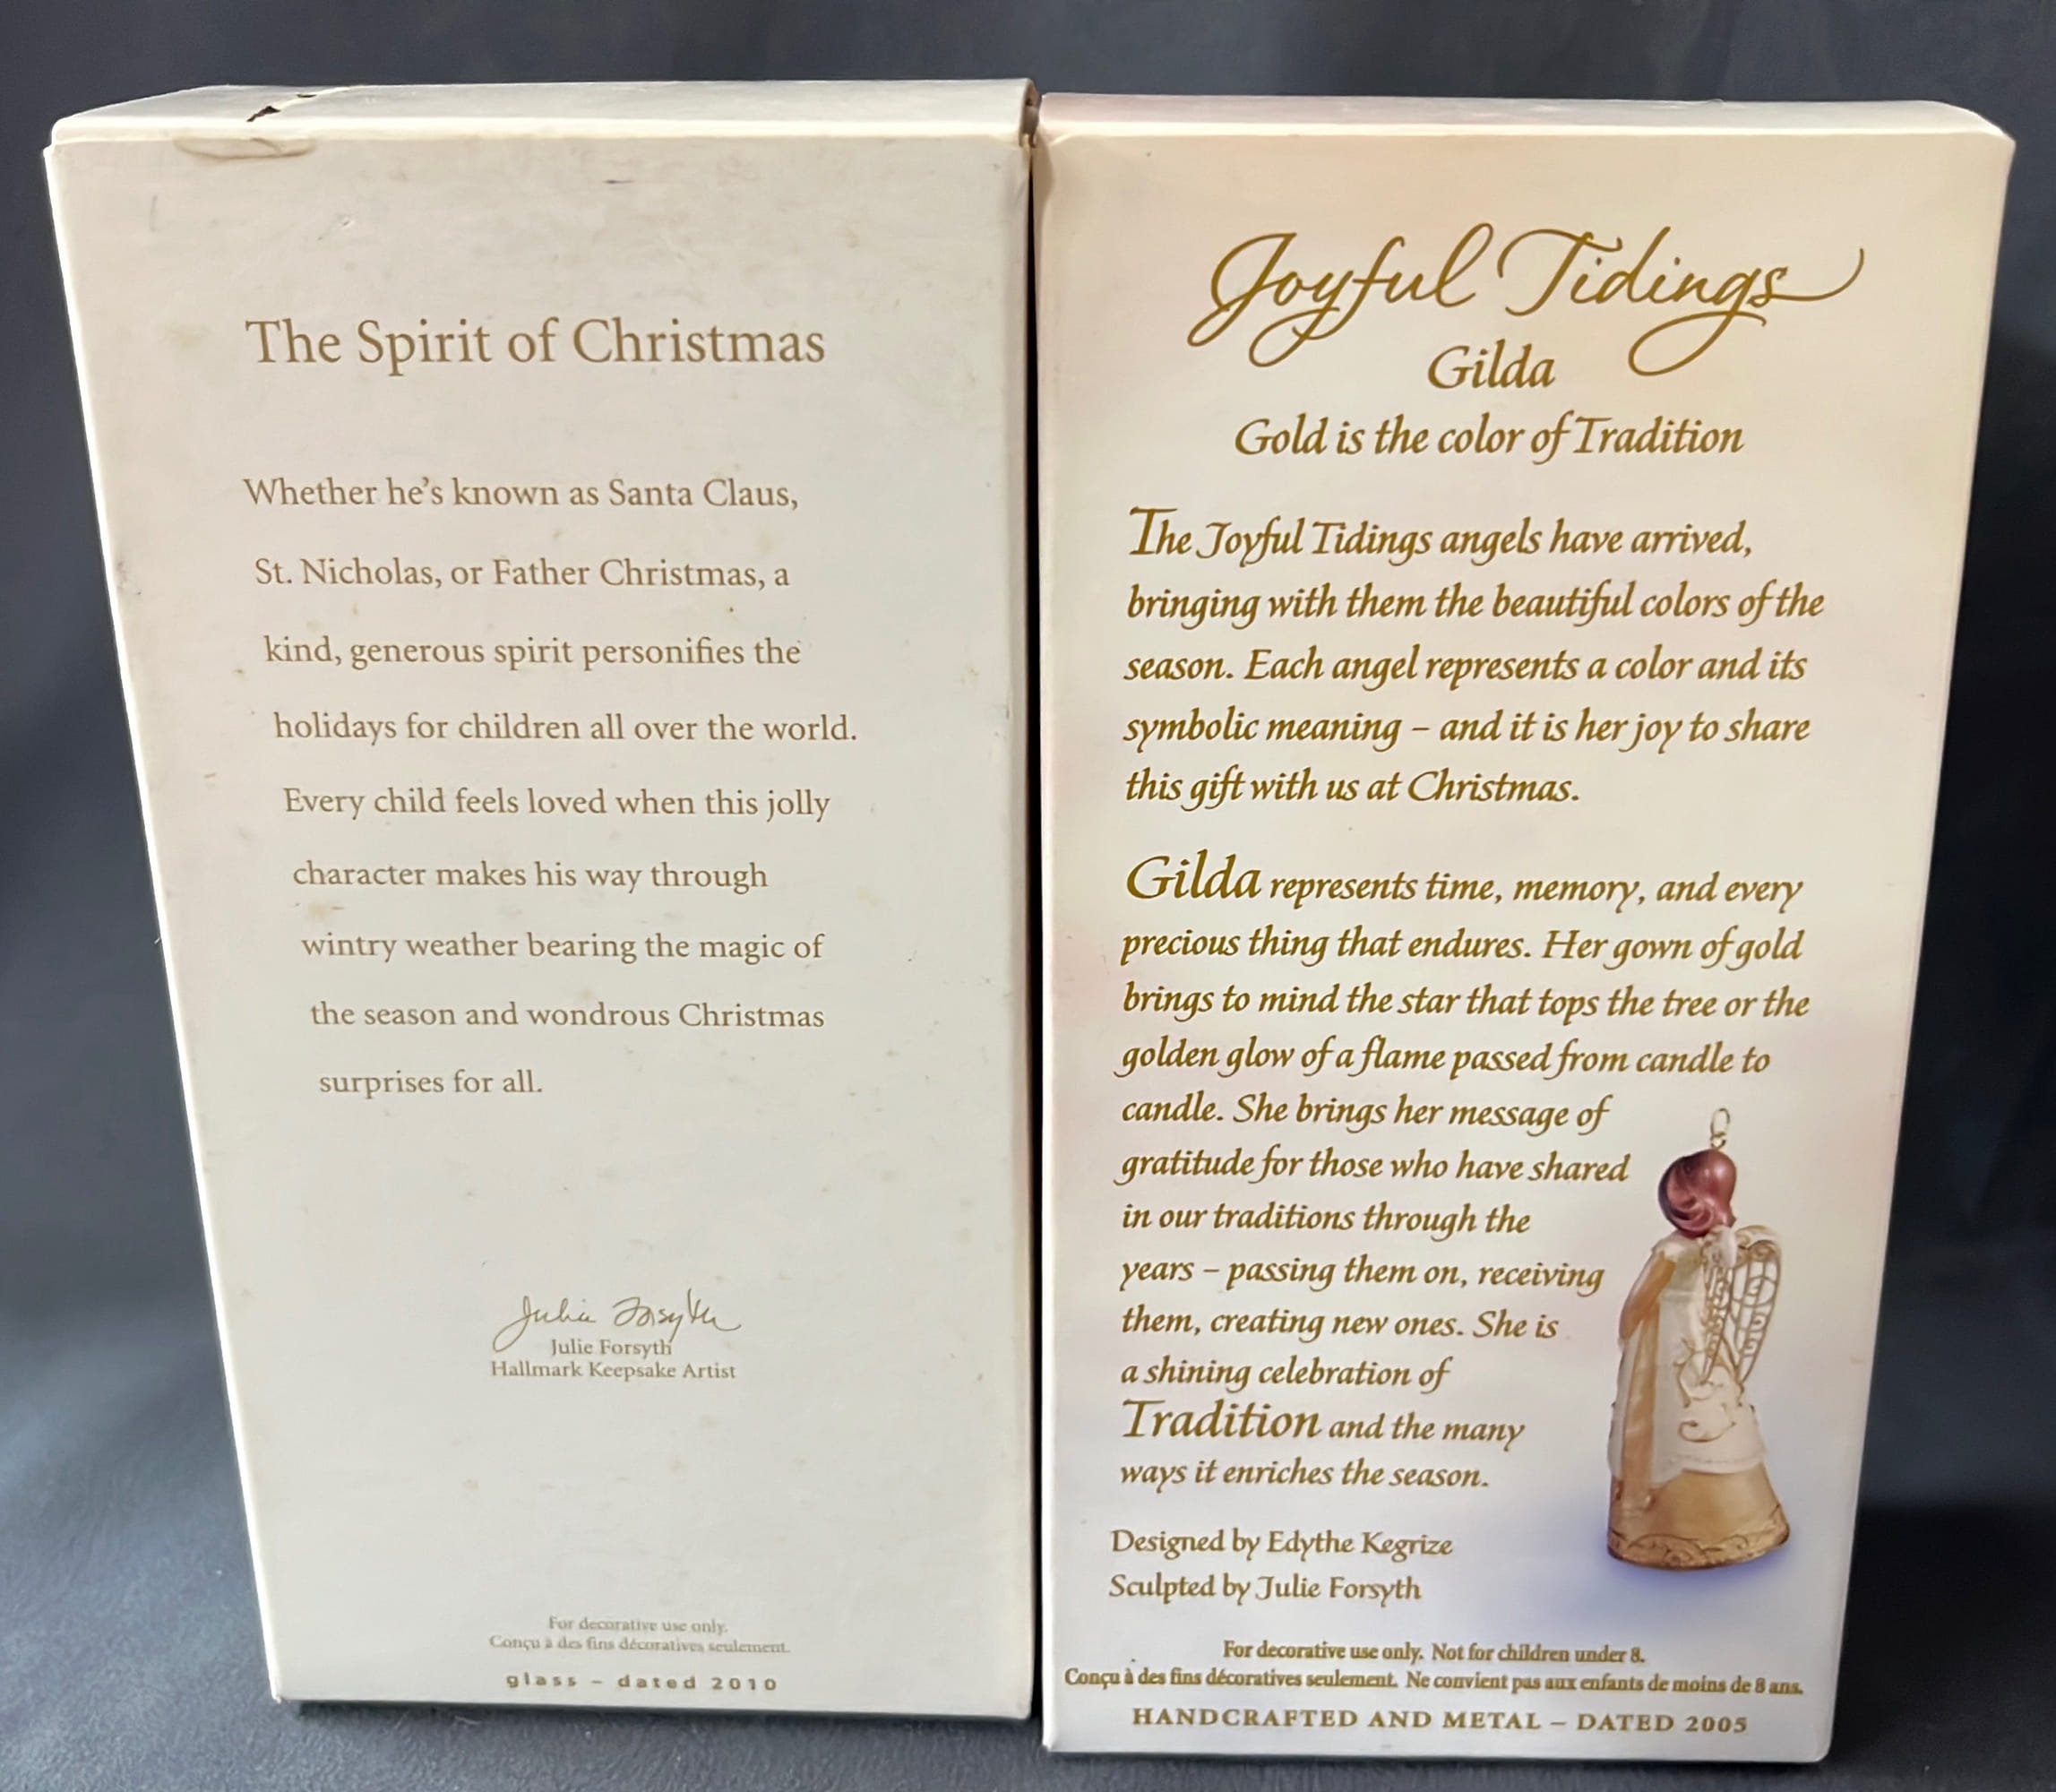 The Spirit of Christmas
Whether he's known as Santa Claus,
St. Nicholas, or Father Christmas, a
kind, generous spirit personifies the
holidays for children all over the world.
Every child feels loved when this jolly
character makes his way through
wintry weather bearing the magic of
the season and wondrous Christmas
surprises for all.
Julie Forsyth
Julie Forsyth
Hallmark Keepsake Artist
For decorative use only.
Conçu à des fins décoratives seulement.
glass – dated 2010
Joyful Tidings
Gilda
Gold is the color of Tradition
The Joyful Tidings angels have arrived,
bringing with them the beautiful colors of the
season. Each angel represents a color and its
symbolic meaning – and it is her joy to share
this gift with us at Christmas.
Gilda represents time, memory, and every
precious thing that endures. Her gown of gold
brings to mind the star that tops the tree or the
golden glow of a flame passed from candle to
candle. She brings her message of
gratitude for those who have shared
in our traditions through the
years – passing them on, receiving
them, creating new ones. She is
a shining celebration of
Tradition and the many
ways it enriches the season.
Designed by Edythe Kegrize
Sculpted by Julie Forsyth
For decorative use only. Not for children under 8.
Conçu à des fins décoratives seulement. Ne convient pas aux enfants de moins de 8 ans.
HANDCRAFTED AND METAL – DATED 2005